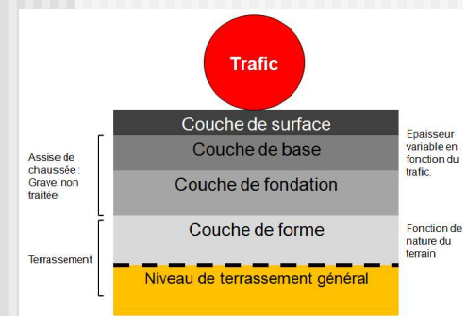 Trafic
Couche de surface
Couche de base
Couche de fondation
Couche de forme
Niveau de terrassement général
Assise de
chaussée :
Grave non
traitée
Terrassement
Epaisseur
variable en
fonction du
trafic.
Fonction de
nature du
terrain